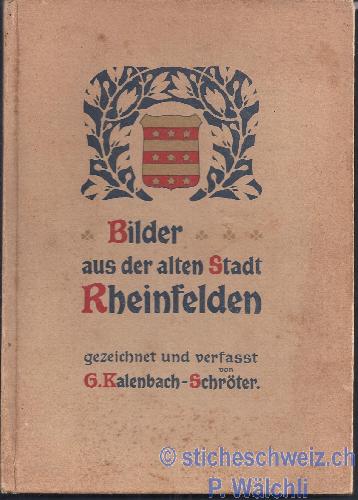 Bilder
aus der alten Stadt
Rheinfelden
gezeichnet und verfasst
von
G. Kalenbach-Schröter.
© sticheschweiz.ch
P. Wälchli